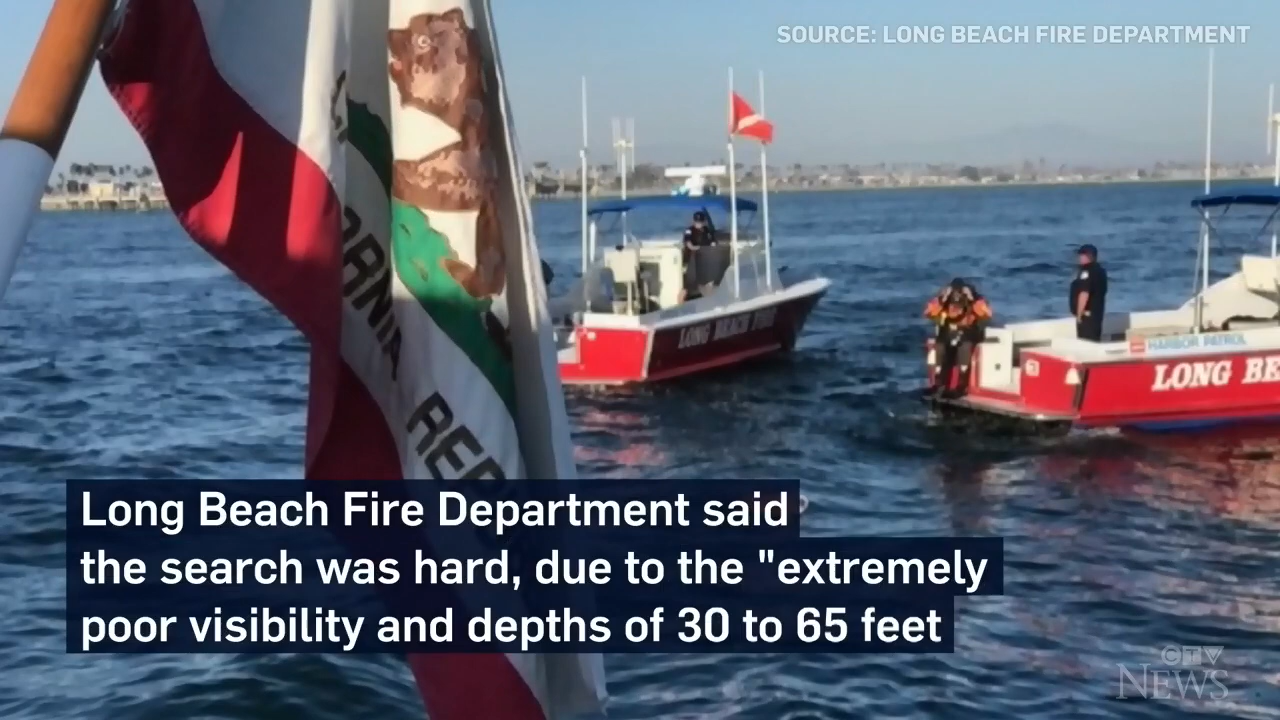 SOURCE: LONG BEACH FIRE DEPARTMENT
LONG BEACH FIRE
HARBOR PATROL
LONG BE
Long Beach Fire Department said
the search was hard, due to the "extremely
poor visibility and depths of 30 to 65 feet
CTV
NEWS